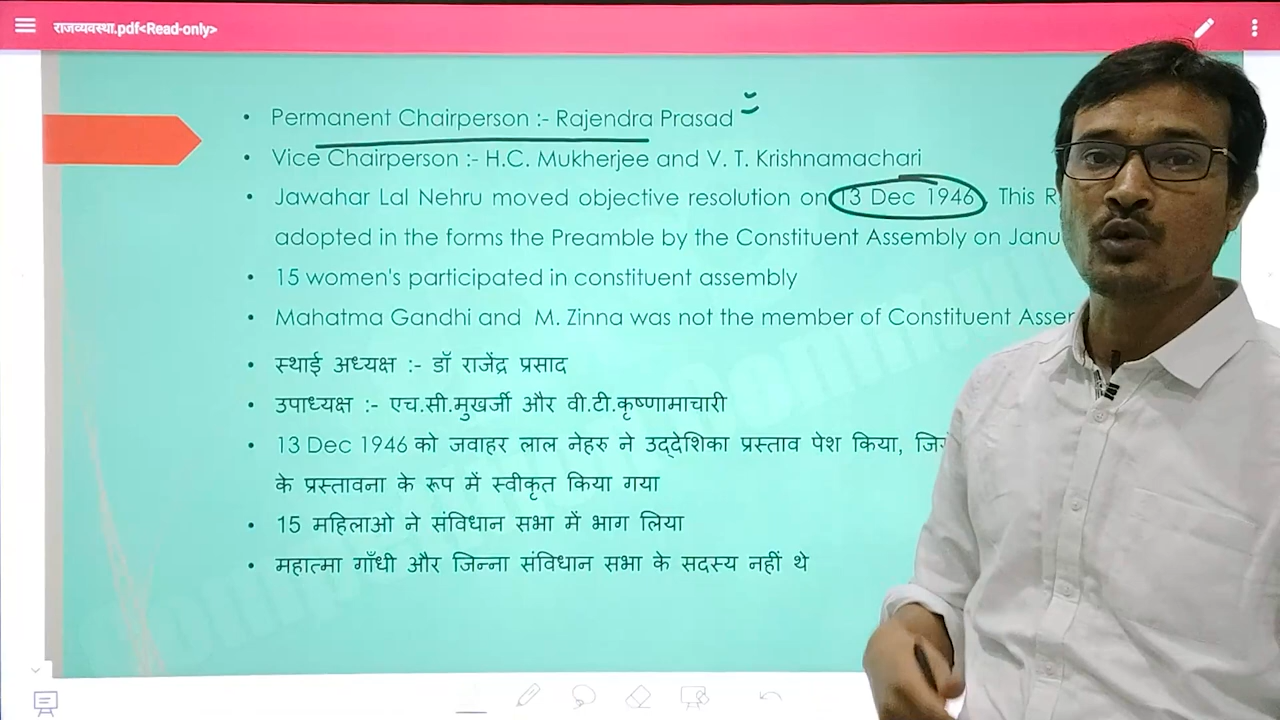 राजव्यवस्था.pdf<Read-only>
• Permanent Chairperson :- Rajendra Prasad
• Vice Chairperson :- H.C. Mukherjee and V. T. Krishnamachari
• Jawahar Lal Nehru moved objective resolution on 13 Dec 1946. This
adopted in the forms the Preamble by the Constituent Assembly on
• 15 women's participated in constituent assembly
• Mahatma Gandhi and M. Zinna was not the member of Constituent
• स्थाई अध्यक्ष :- डॉ राजेंद्र प्रसाद
• उपाध्यक्ष :- एच.सी.मुखर्जी और वी.टी.कृष्णामाचारी
• 13 Dec 1946 को जवाहर लाल नेहरु ने उद्देशिका प्रस्ताव पेश किया,
के प्रस्तावना के रूप में स्वीकृत किया गया
• 15 महिलाओ ने संविधान सभा में भाग लिया
• महात्मा गाँधी और जिन्ना संविधान सभा के सदस्य नहीं थे